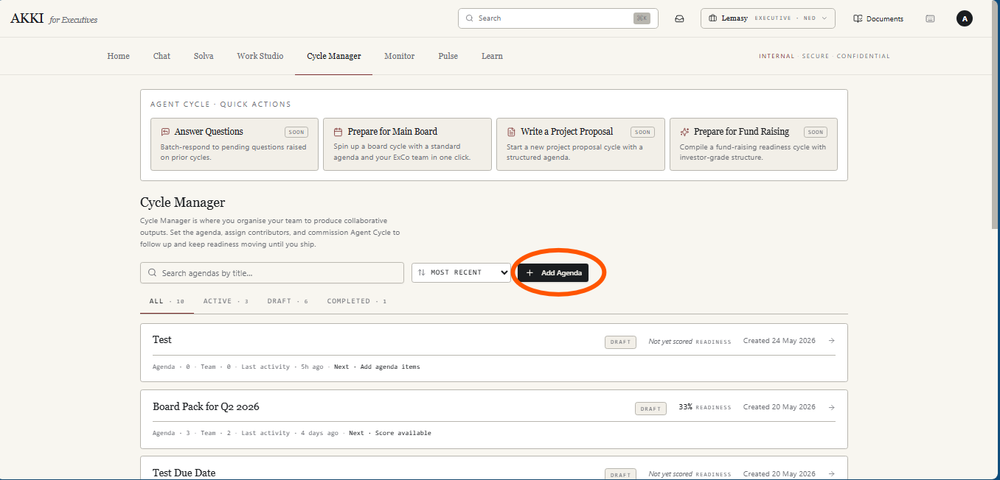 AKKI for Executives
Search ⌘K
Lemasy EXECUTIVE · NED
Documents
A
Home Chat Solva Work Studio Cycle Manager Monitor Pulse Learn
INTERNAL · SECURE · CONFIDENTIAL
AGENT CYCLE · QUICK ACTIONS
Answer Questions SOON
Batch-respond to pending questions raised
on prior cycles.
Prepare for Main Board
Spin up a board cycle with a standard
agenda and your ExCo team in one click.
Write a Project Proposal SOON
Start a new project proposal cycle with a
structured agenda.
Prepare for Fund Raising SOON
Compile a fund-raising readiness cycle with
investor-grade structure.
Cycle Manager
Cycle Manager is where you organise your team to produce collaborative
outputs. Set the agenda, assign contributors, and commission Agent Cycle to
follow up and keep readiness moving until you ship.
Search agendas by title...
MOST RECENT
+ Add Agenda
ALL · 10 ACTIVE · 3 DRAFT · 6 COMPLETED · 1
Test DRAFT Not yet scored READINESS Created 24 May 2026 →
Agenda · 0 · Team · 0 · Last activity · 5h ago · Next · Add agenda items
Board Pack for Q2 2026 DRAFT 33% READINESS Created 20 May 2026 →
Agenda · 3 · Team · 2 · Last activity · 4 days ago · Next · Score available
Test Due Date DRAFT Not yet scored READINESS Created 20 May 2026 →